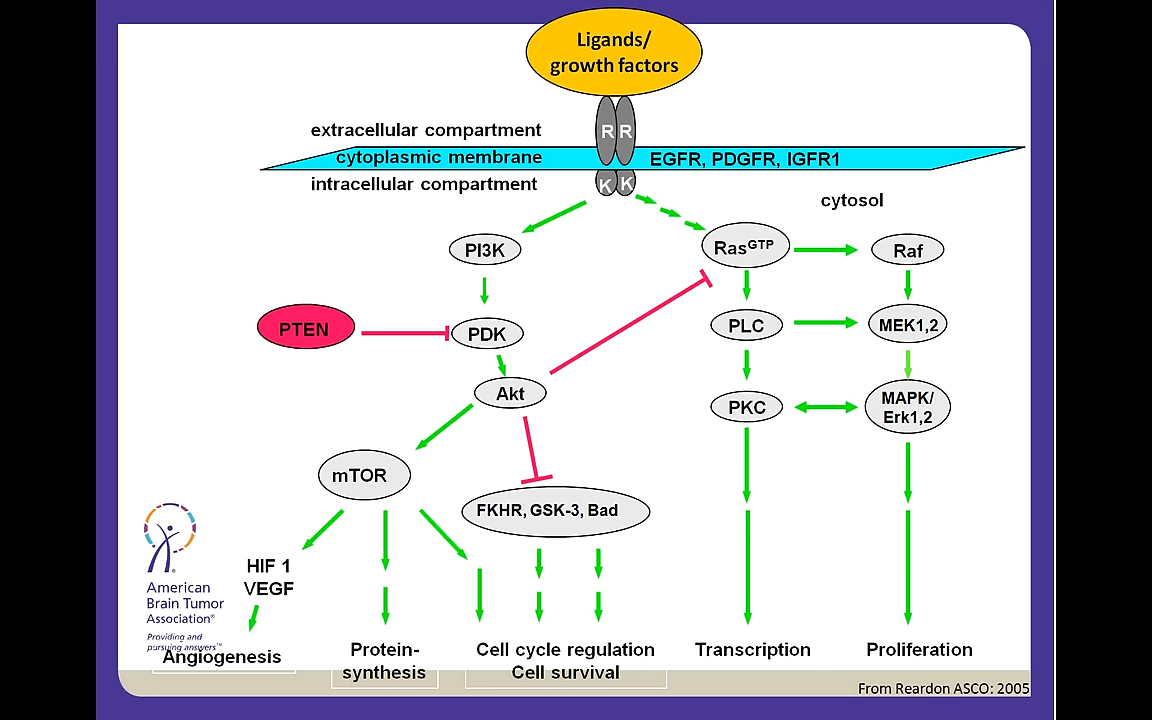 Ligands/
growth factors
R R
extracellular compartment
cytoplasmic membrane
EGFR, PDGFR, IGFR1
intracellular compartment
K K
cytosol
PI3K
RasGTP
Raf
PTEN
PDK
PLC
MEK1,2
Akt
PKC
MAPK/
Erk1,2
mTOR
FKHR, GSK-3, Bad
HIF 1
VEGF
American
Brain Tumor
Association®
Providing and
pursuing answers™
Angiogenesis
Protein-
synthesis
Cell cycle regulation
Cell survival
Transcription
Proliferation
From Reardon ASCO: 2005